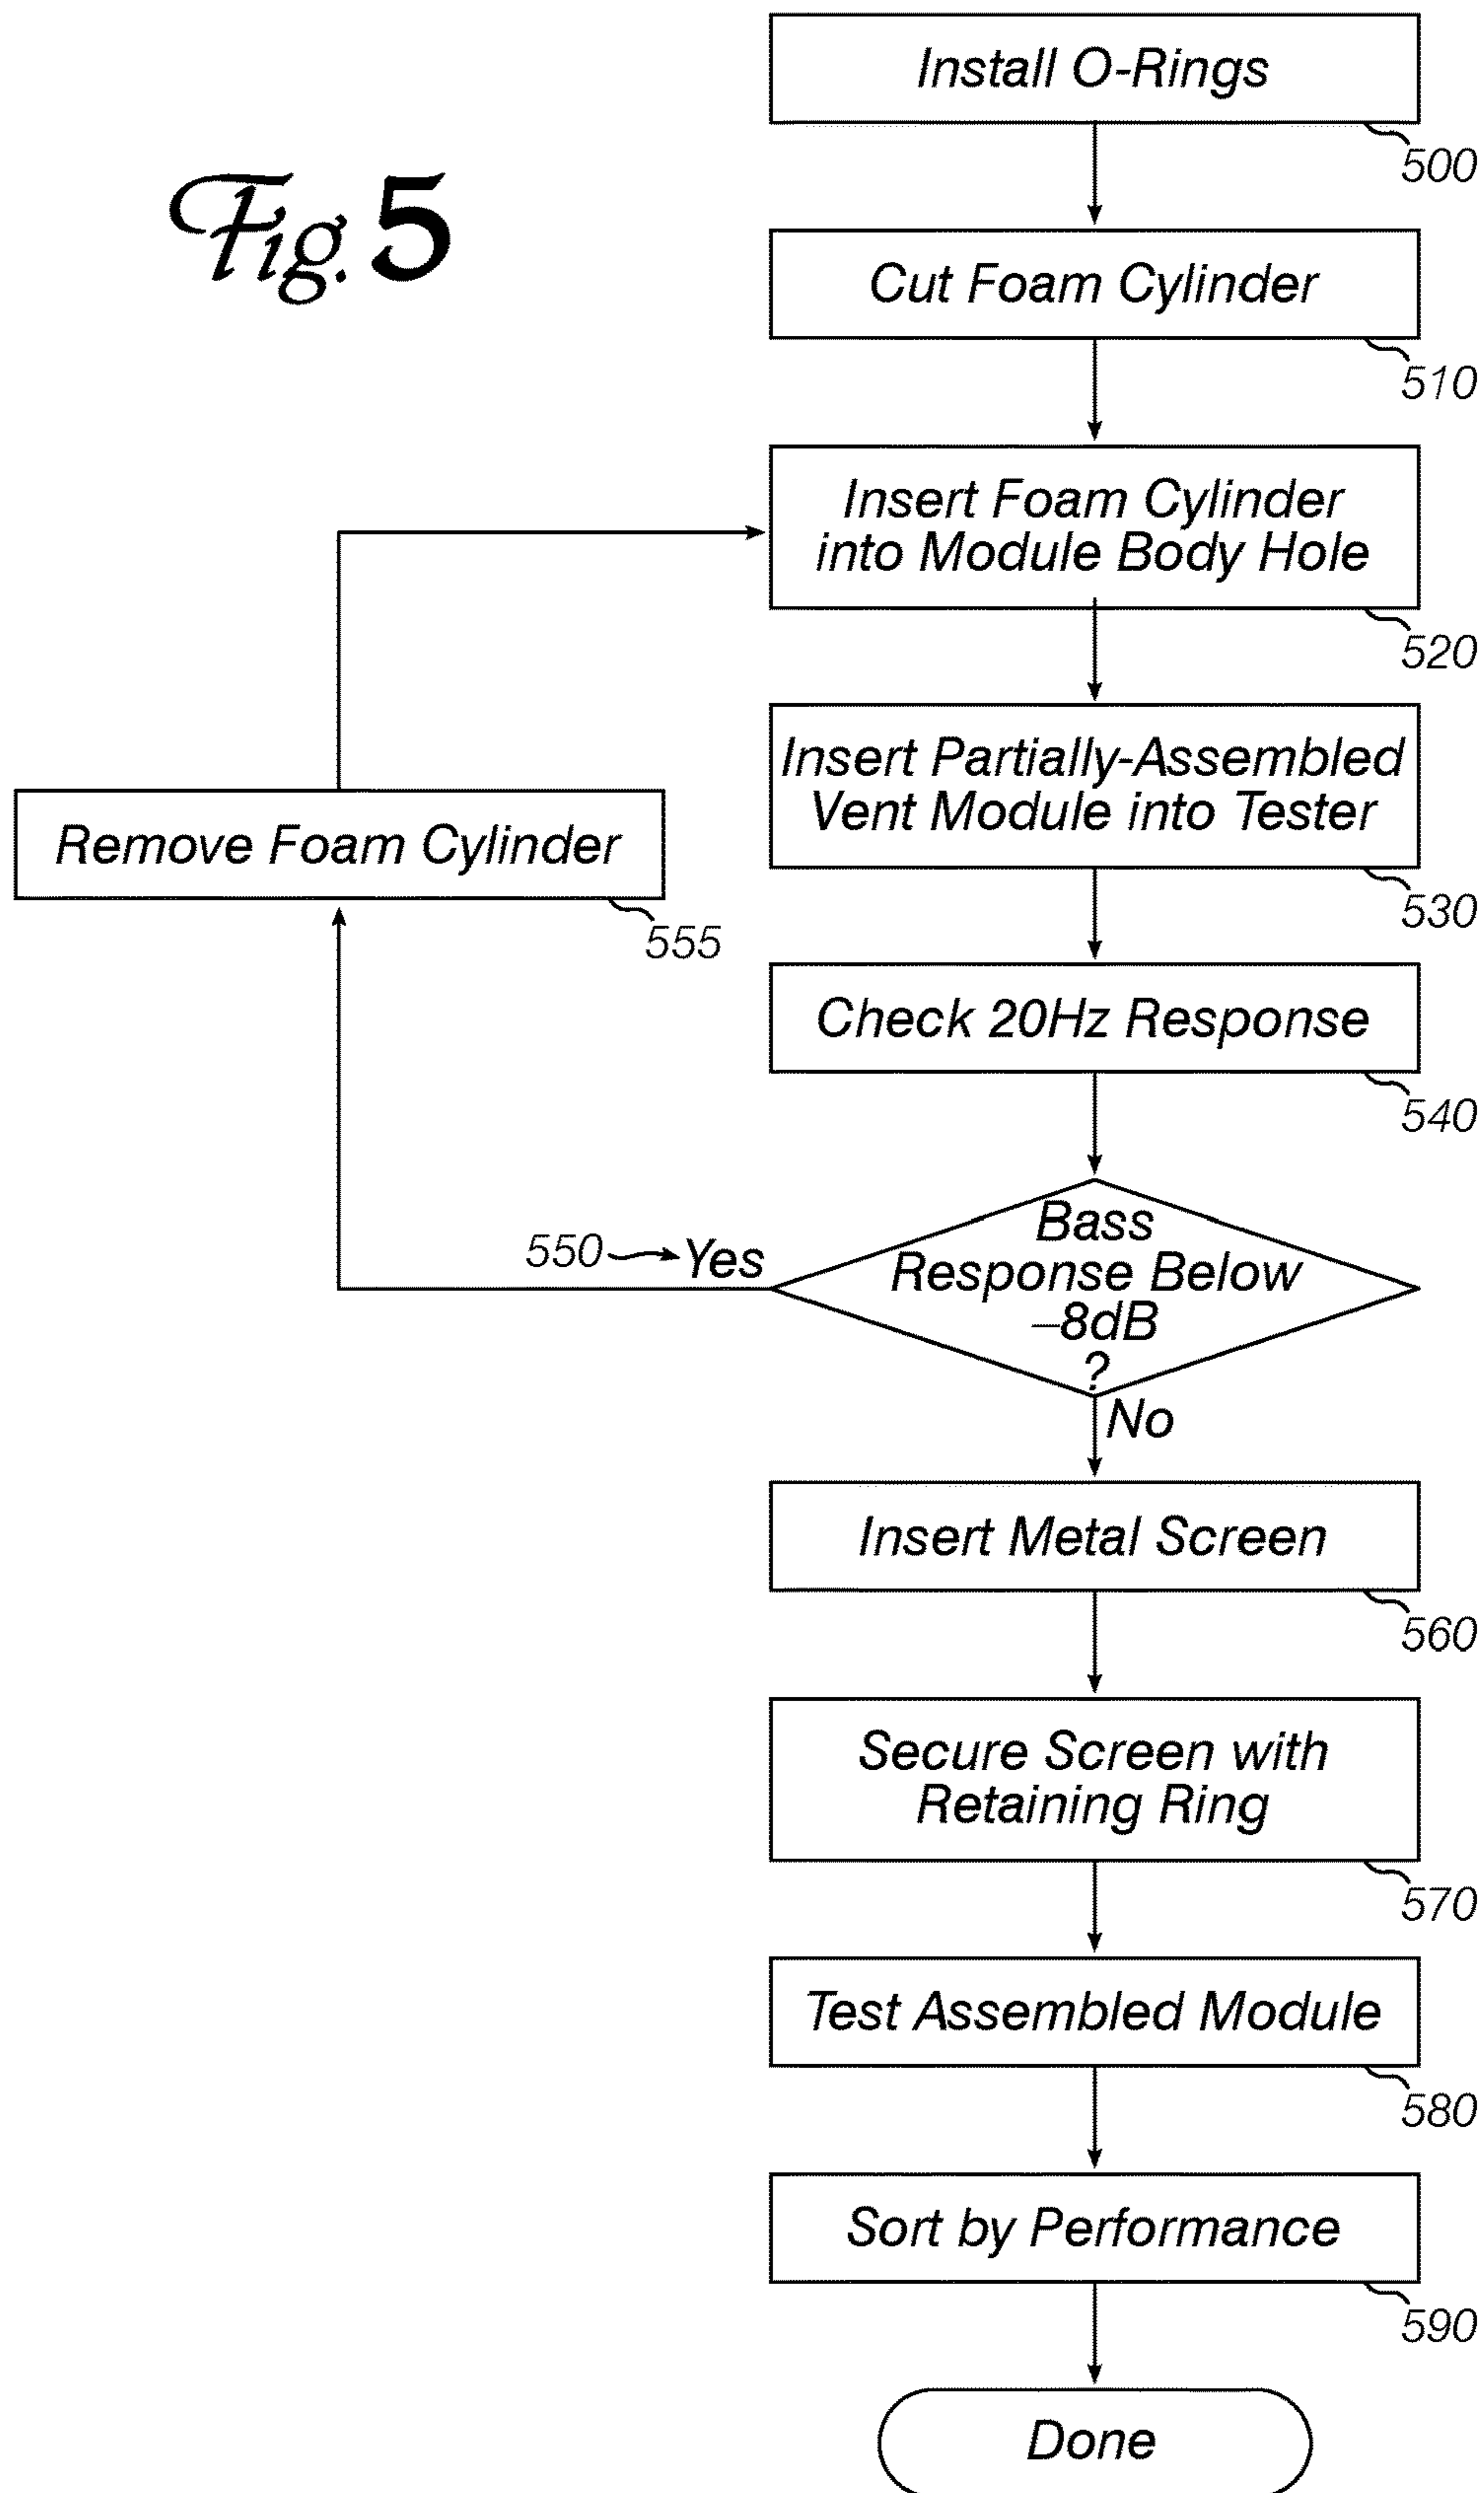 Fig. 5
Install O-Rings
500
Cut Foam Cylinder
510
Insert Foam Cylinder
into Module Body Hole
520
Insert Partially-Assembled
Vent Module into Tester
530
Remove Foam Cylinder
555
Check 20Hz Response
540
Bass
Response Below
–8dB
?
550
Yes
No
Insert Metal Screen
560
Secure Screen with
Retaining Ring
570
Test Assembled Module
580
Sort by Performance
590
Done